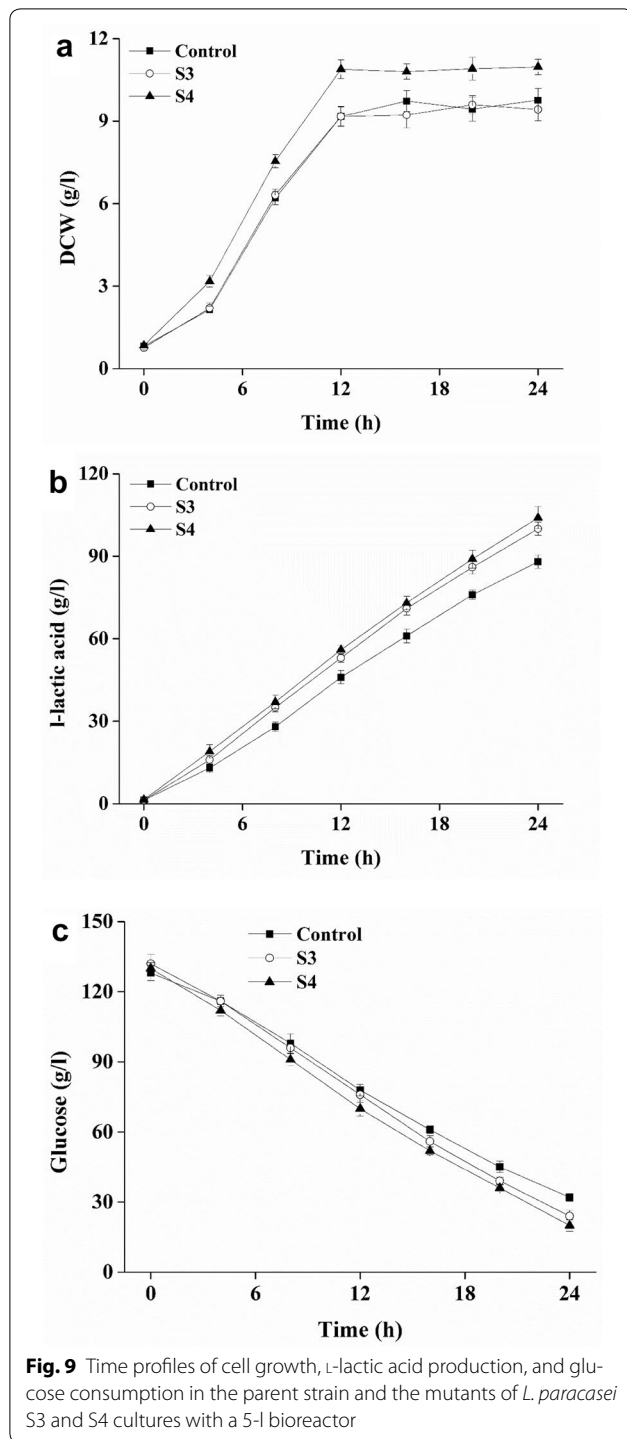 a
12
9
6
3
0
DCW (g/l)
Control
S3
S4
0 6 12 18 24
Time (h)
b
120
90
60
30
0
l-lactic acid (g/l)
Control
S3
S4
0 6 12 18 24
Time (h)
c
150
120
90
60
30
0
Glucose (g/l)
Control
S3
S4
0 6 12 18 24
Time (h)
Fig. 9 Time profiles of cell growth, L-lactic acid production, and glu-
cose consumption in the parent strain and the mutants of L. paracasei
S3 and S4 cultures with a 5-l bioreactor